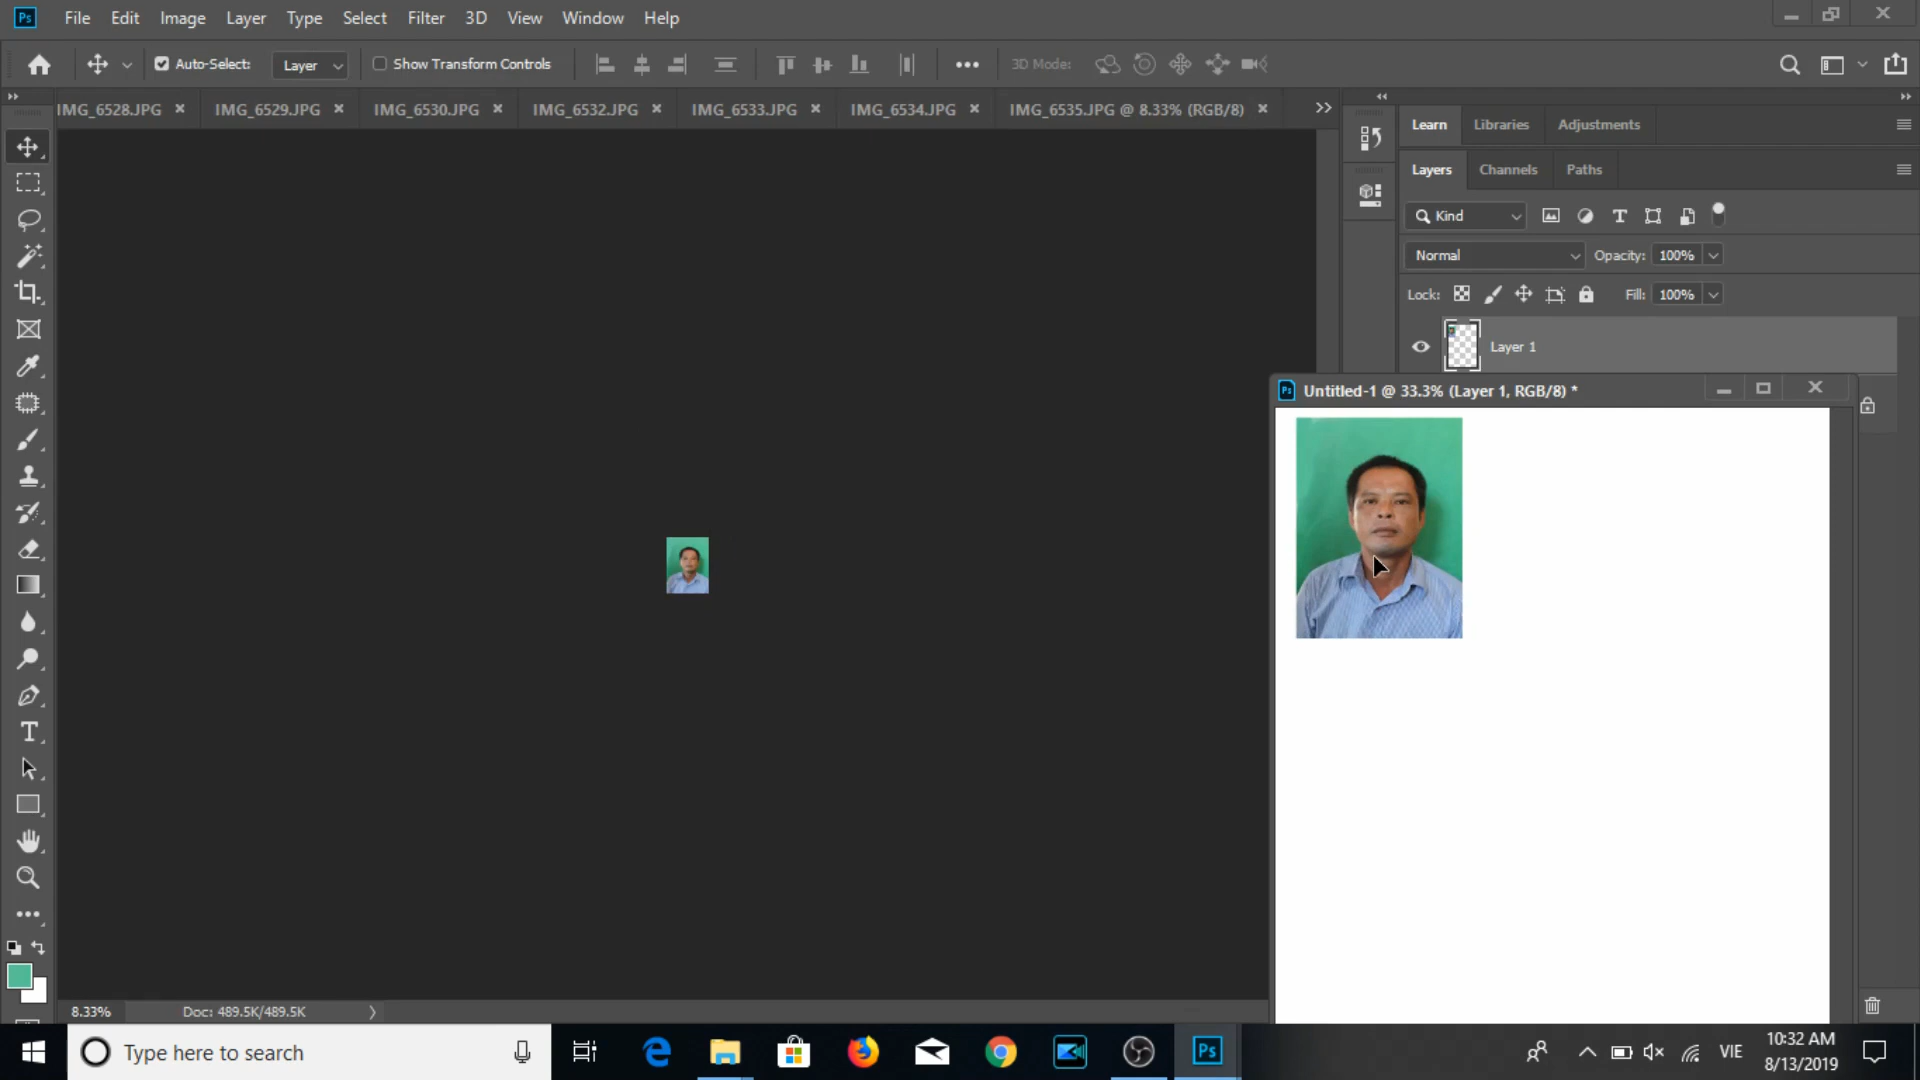 Ps File Edit Image Layer Type Select Filter 3D View Window Help
Auto-Select: Layer Show Transform Controls 3D Mode:
IMG_6528.JPG IMG_6529.JPG IMG_6530.JPG IMG_6532.JPG IMG_6533.JPG IMG_6534.JPG IMG_6535.JPG @ 8.33% (RGB/8)
Learn Libraries Adjustments
Layers Channels Paths
Kind
Normal Opacity: 100%
Lock: Fill: 100%
Layer 1
Ps Untitled-1 @ 33.3% (Layer 1, RGB/8) *
8.33% Doc: 489.5K/489.5K
Type here to search
Ps
VIE
10:32 AM
8/13/2019